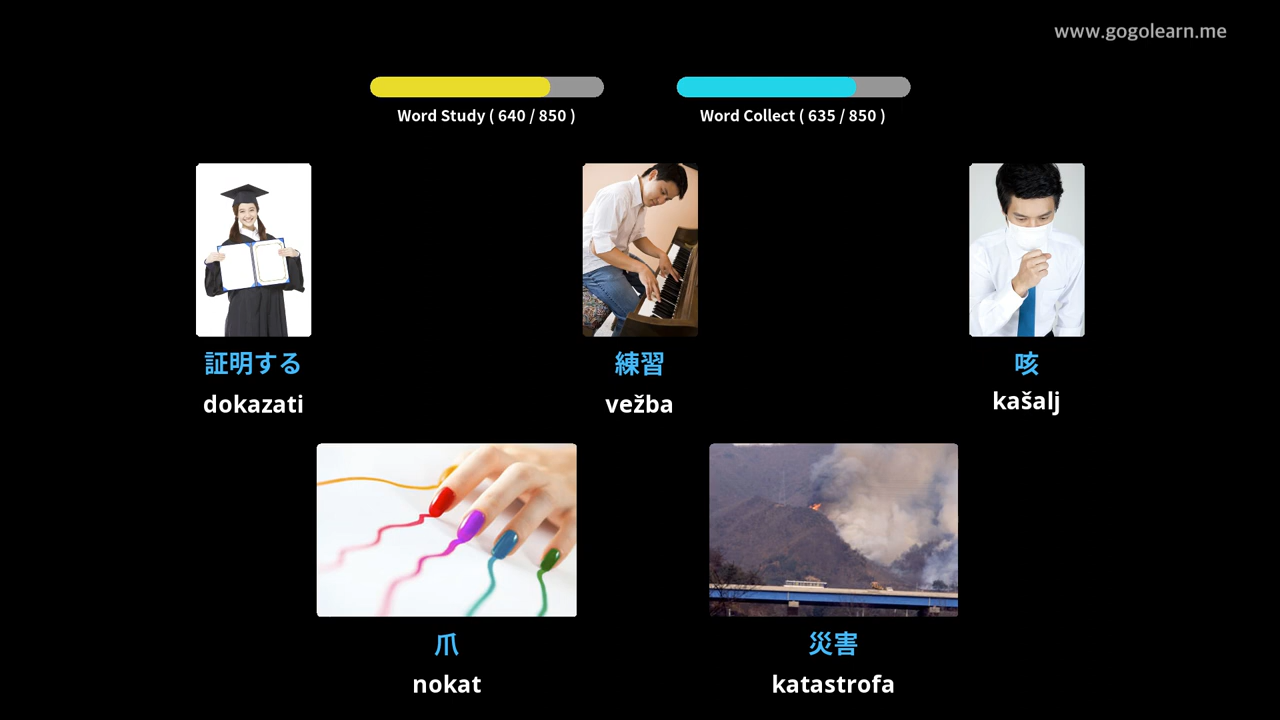 www.gogolearn.me
Word Study ( 640 / 850 )
Word Collect ( 635 / 850 )
証明する
dokazati
練習
vežba
咳
kašalj
爪
nokat
災害
katastrofa